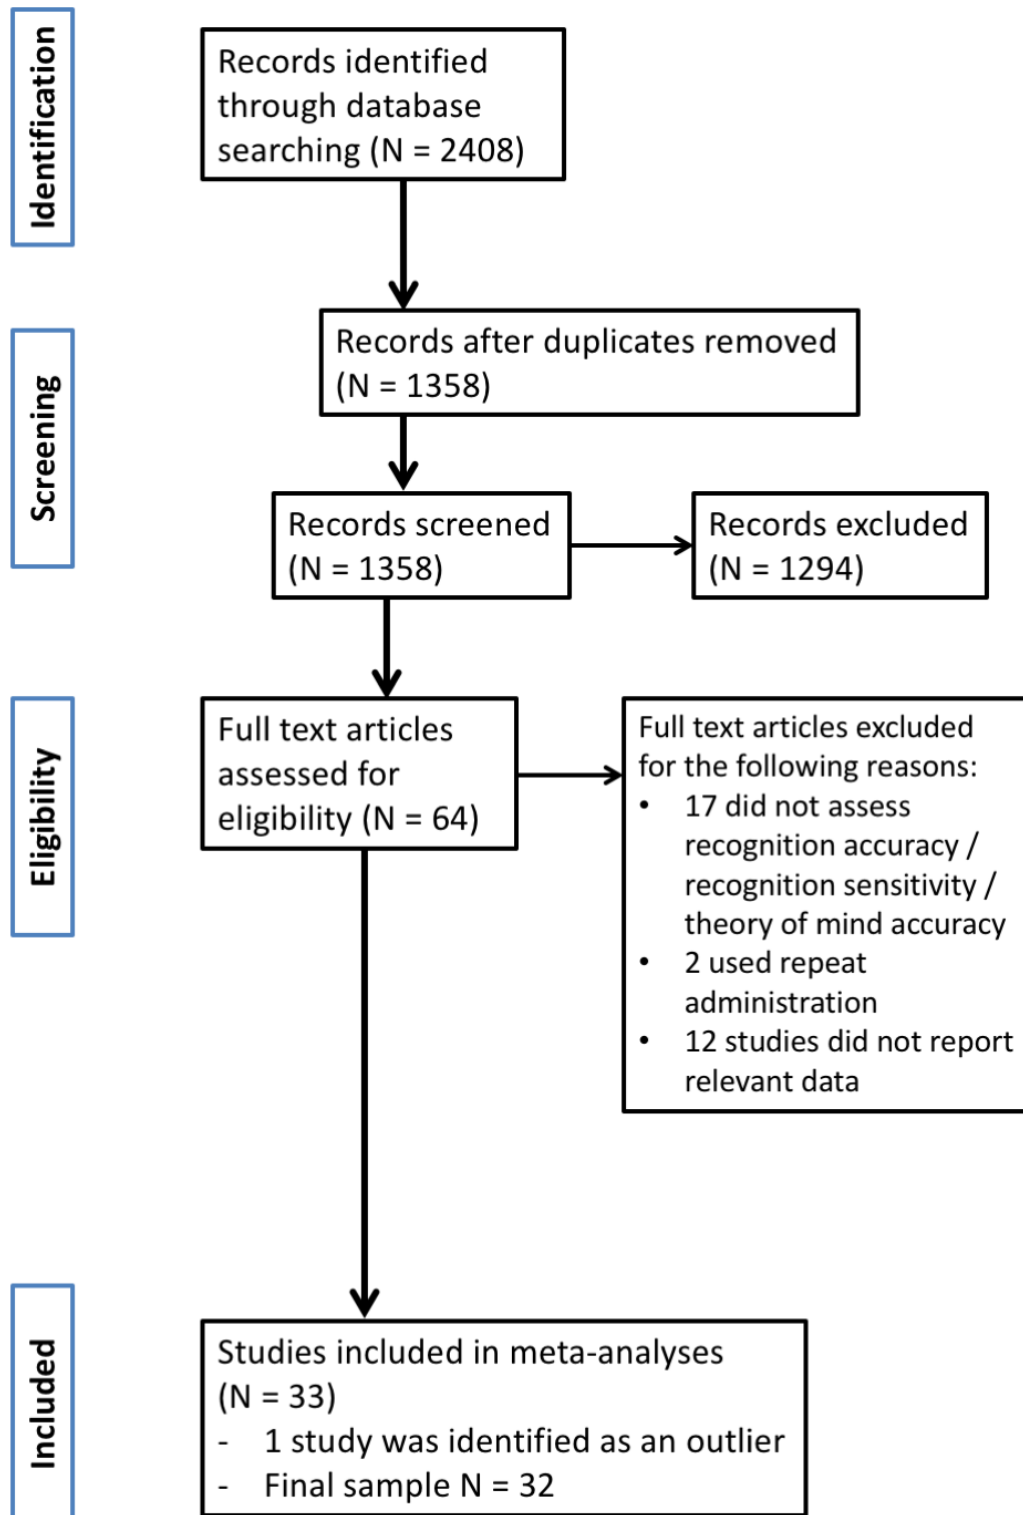 Identification
Records identified
through database
searching (N = 2408)
Screening
Records after duplicates removed
(N = 1358)
Records screened
(N = 1358)
Records excluded
(N = 1294)
Eligibility
Full text articles
assessed for
eligibility (N = 64)
Full text articles excluded
for the following reasons:
• 17 did not assess
recognition accuracy /
recognition sensitivity /
theory of mind accuracy
• 2 used repeat
administration
• 12 studies did not report
relevant data
Included
Studies included in meta-analyses
(N = 33)
- 1 study was identified as an outlier
- Final sample N = 32